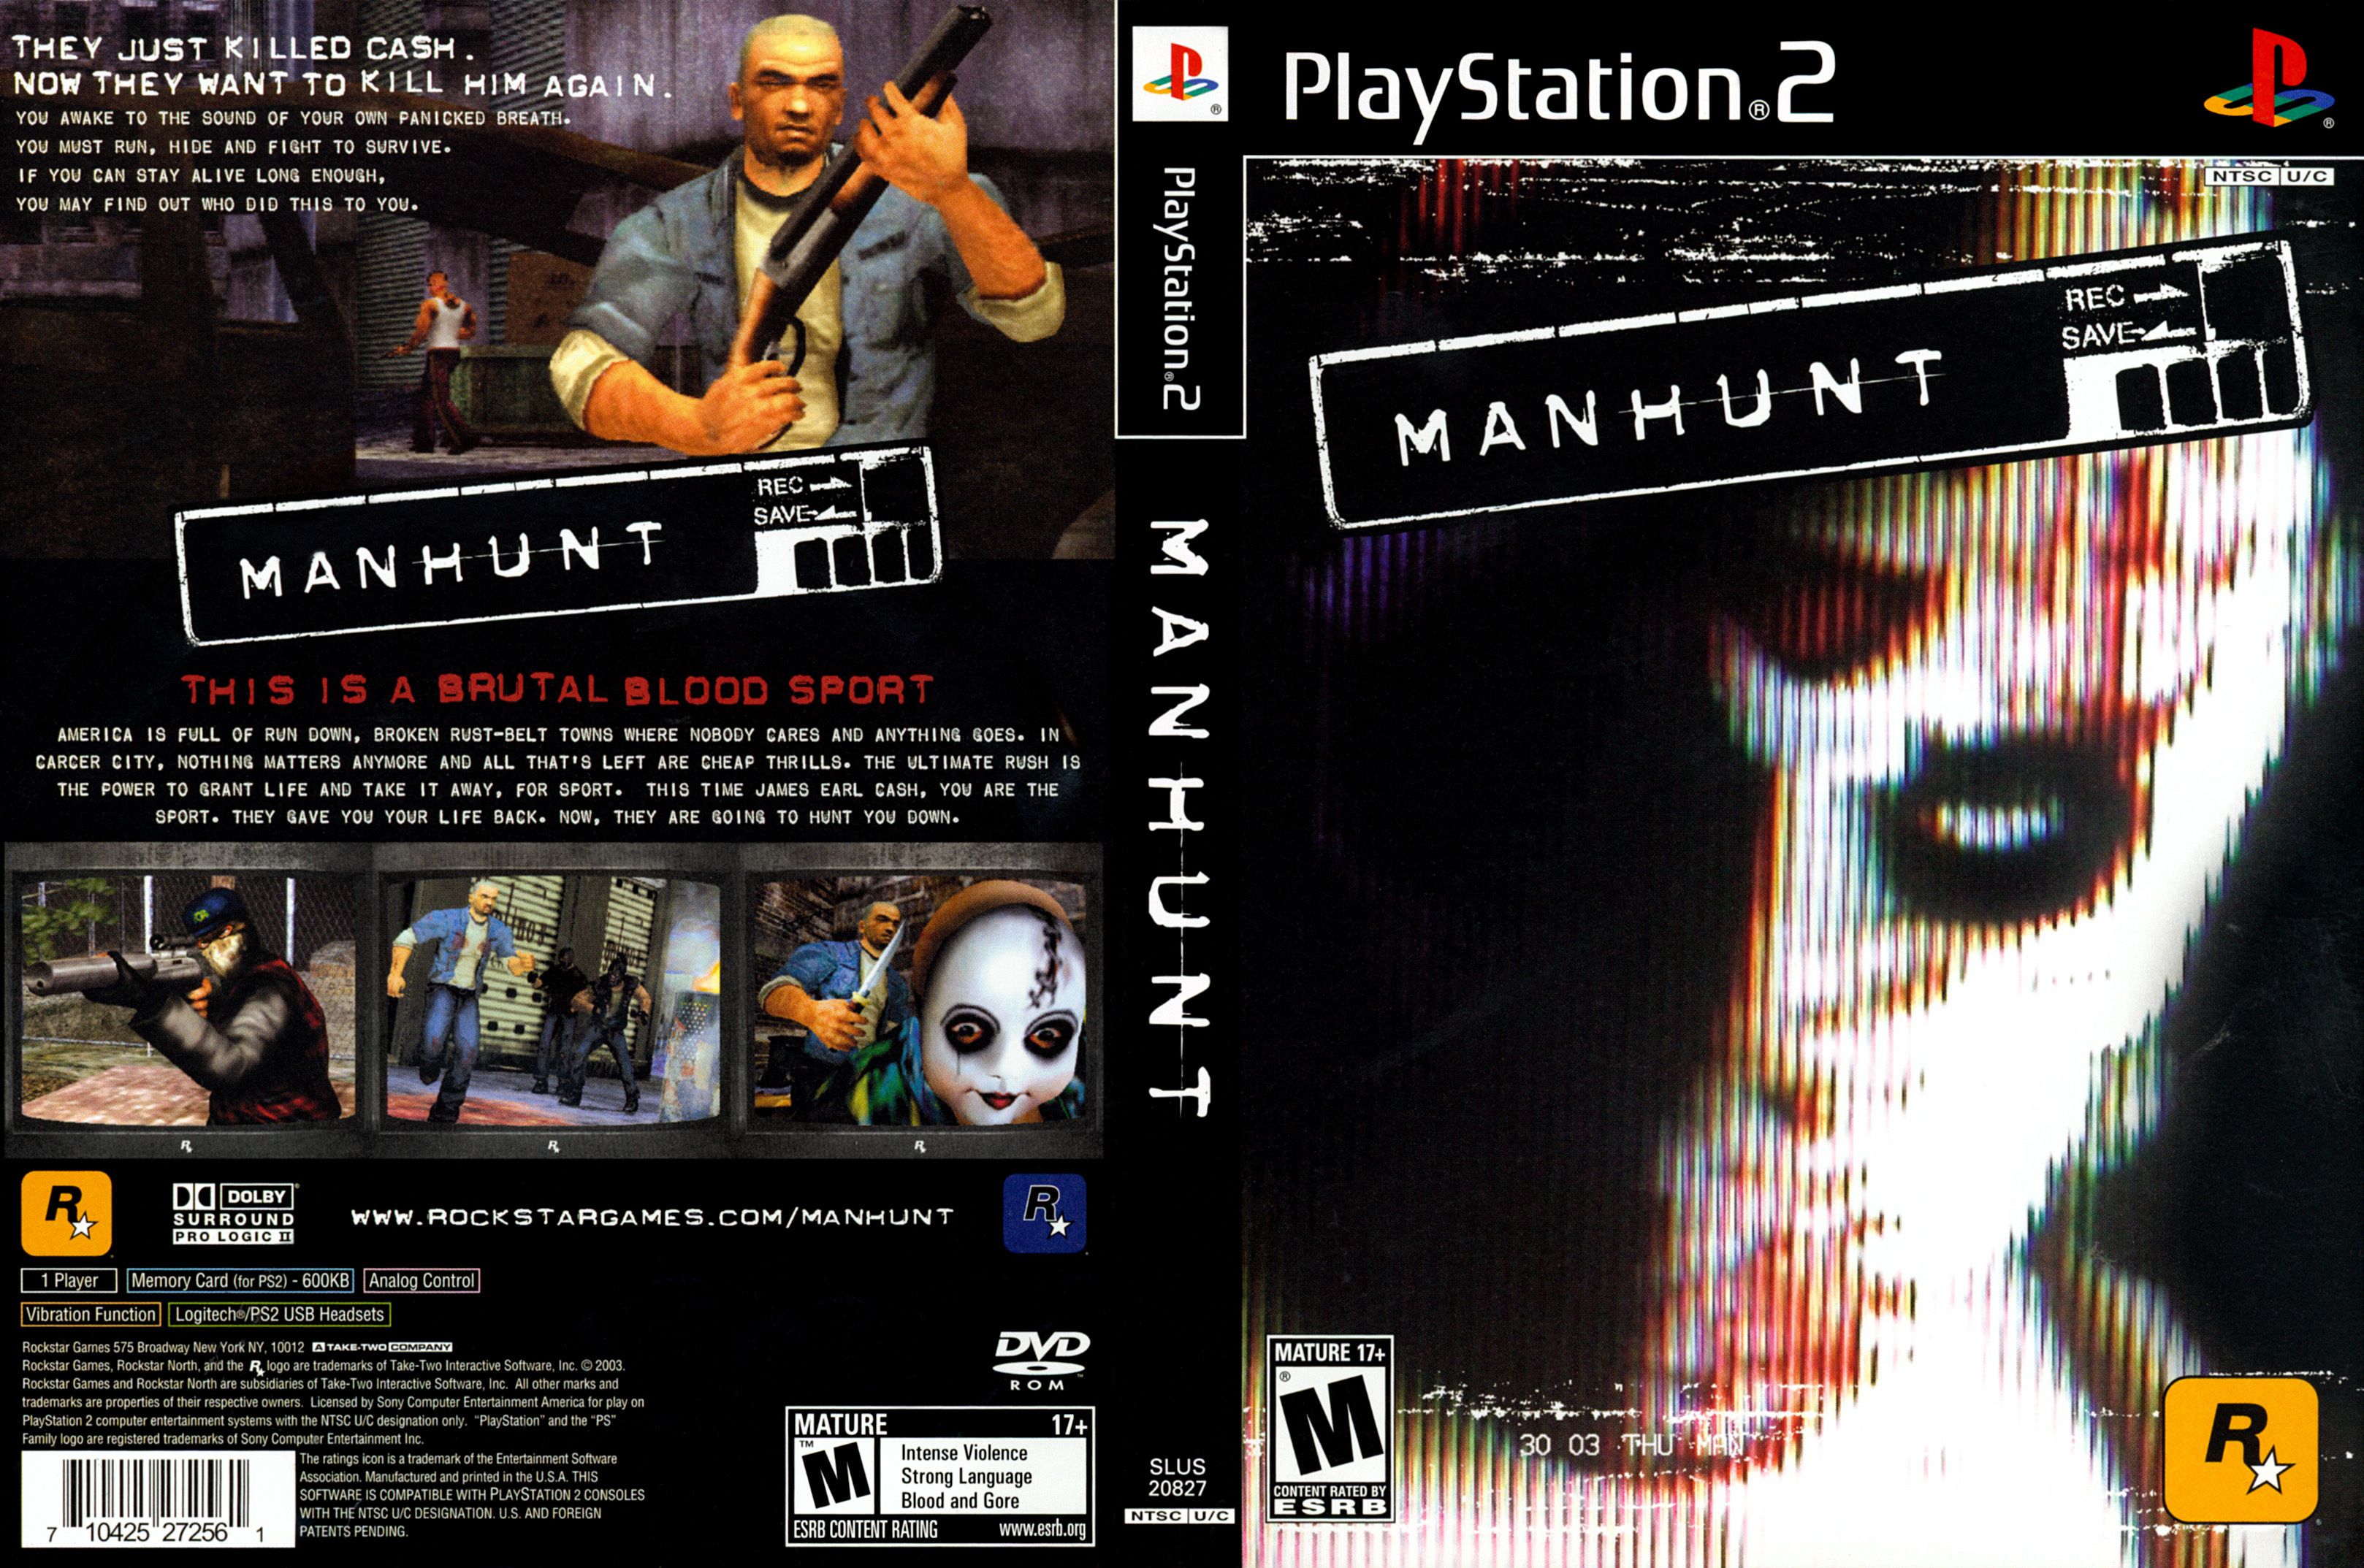 THEY JUST KILLED CASH.
NOW THEY WANT TO KILL HIM AGAIN.
YOU AWAKE TO THE SOUND OF YOUR OWN PANICKED BREATH.
YOU MUST RUN, HIDE AND FIGHT TO SURVIVE.
IF YOU CAN STAY ALIVE LONG ENOUGH,
YOU MAY FIND OUT WHO DID THIS TO YOU.
REC
SAVE
MANHUNT
THIS IS A BRUTAL BLOOD SPORT
AMERICA IS FULL OF RUN DOWN, BROKEN RUST-BELT TOWNS WHERE NOBODY CARES AND ANYTHING GOES. IN
CARCER CITY, NOTHING MATTERS ANYMORE AND ALL THAT'S LEFT ARE CHEAP THRILLS. THE ULTIMATE RUSH IS
THE POWER TO GRANT LIFE AND TAKE IT AWAY, FOR SPORT. THIS TIME JAMES EARL CASH, YOU ARE THE
SPORT. THEY GAVE YOU YOUR LIFE BACK. NOW, THEY ARE GOING TO HUNT YOU DOWN.
R
R
R
R
DOLBY
SURROUND
PRO LOGIC II
WWW.ROCKSTARGAMES.COM/MANHUNT
R
1 Player
Memory Card (for PS2) - 600KB
Analog Control
Vibration Function
Logitech®/PS2 USB Headsets
Rockstar Games 575 Broadway New York NY, 10012 A TAKE-TWO COMPANY
Rockstar Games, Rockstar North, and the R logo are trademarks of Take-Two Interactive Software, Inc. © 2003.
Rockstar Games and Rockstar North are subsidiaries of Take-Two Interactive Software, Inc. All other marks and
trademarks are properties of their respective owners. Licensed by Sony Computer Entertainment America for play on
PlayStation 2 computer entertainment systems with the NTSC U/C designation only. “PlayStation” and the “PS”
Family logo are registered trademarks of Sony Computer Entertainment Inc.
The ratings icon is a trademark of the Entertainment Software
Association. Manufactured and printed in the U.S.A. THIS
SOFTWARE IS COMPATIBLE WITH PLAYSTATION 2 CONSOLES
WITH THE NTSC U/C DESIGNATION. U.S. AND FOREIGN
PATENTS PENDING.
7 10425 27256 1
DVD
ROM
MATURE 17+
M
Intense Violence
Strong Language
Blood and Gore
ESRB CONTENT RATING www.esrb.org
PlayStation®2
MANHUNT
SLUS
20827
NTSC U/C
PlayStation®2
NTSC U/C
REC
SAVE
MANHUNT
30 03 THU MAN
MATURE 17+
M
CONTENT RATED BY
ESRB
R